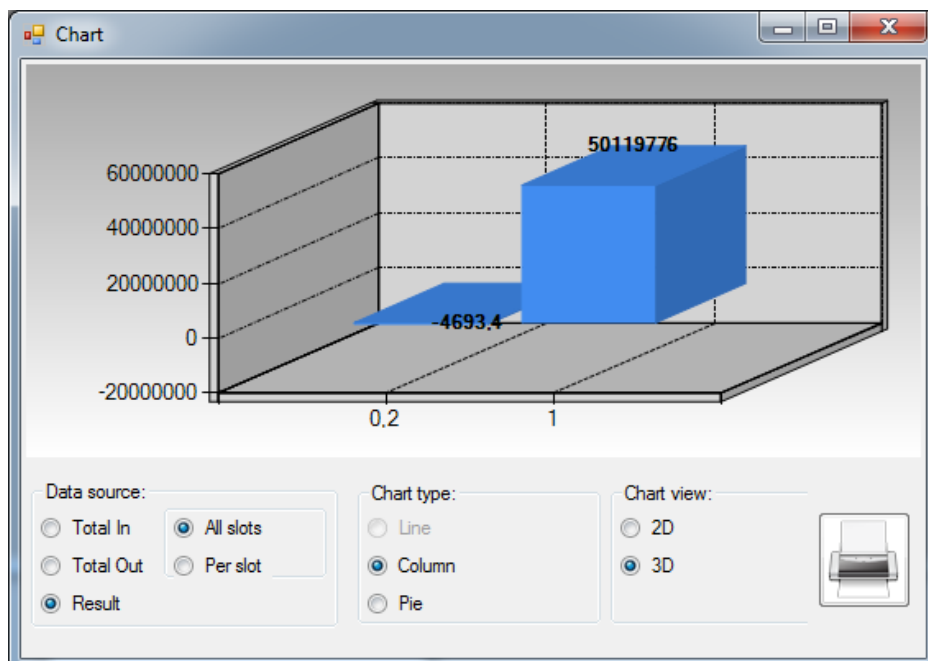 Chart
50119776
60000000
40000000
20000000
-4693,4
0
-20000000
0,2 1
Data source: Chart type: Chart view:
Total In All slots Line 2D
Total Out Per slot Column 3D
Result Pie